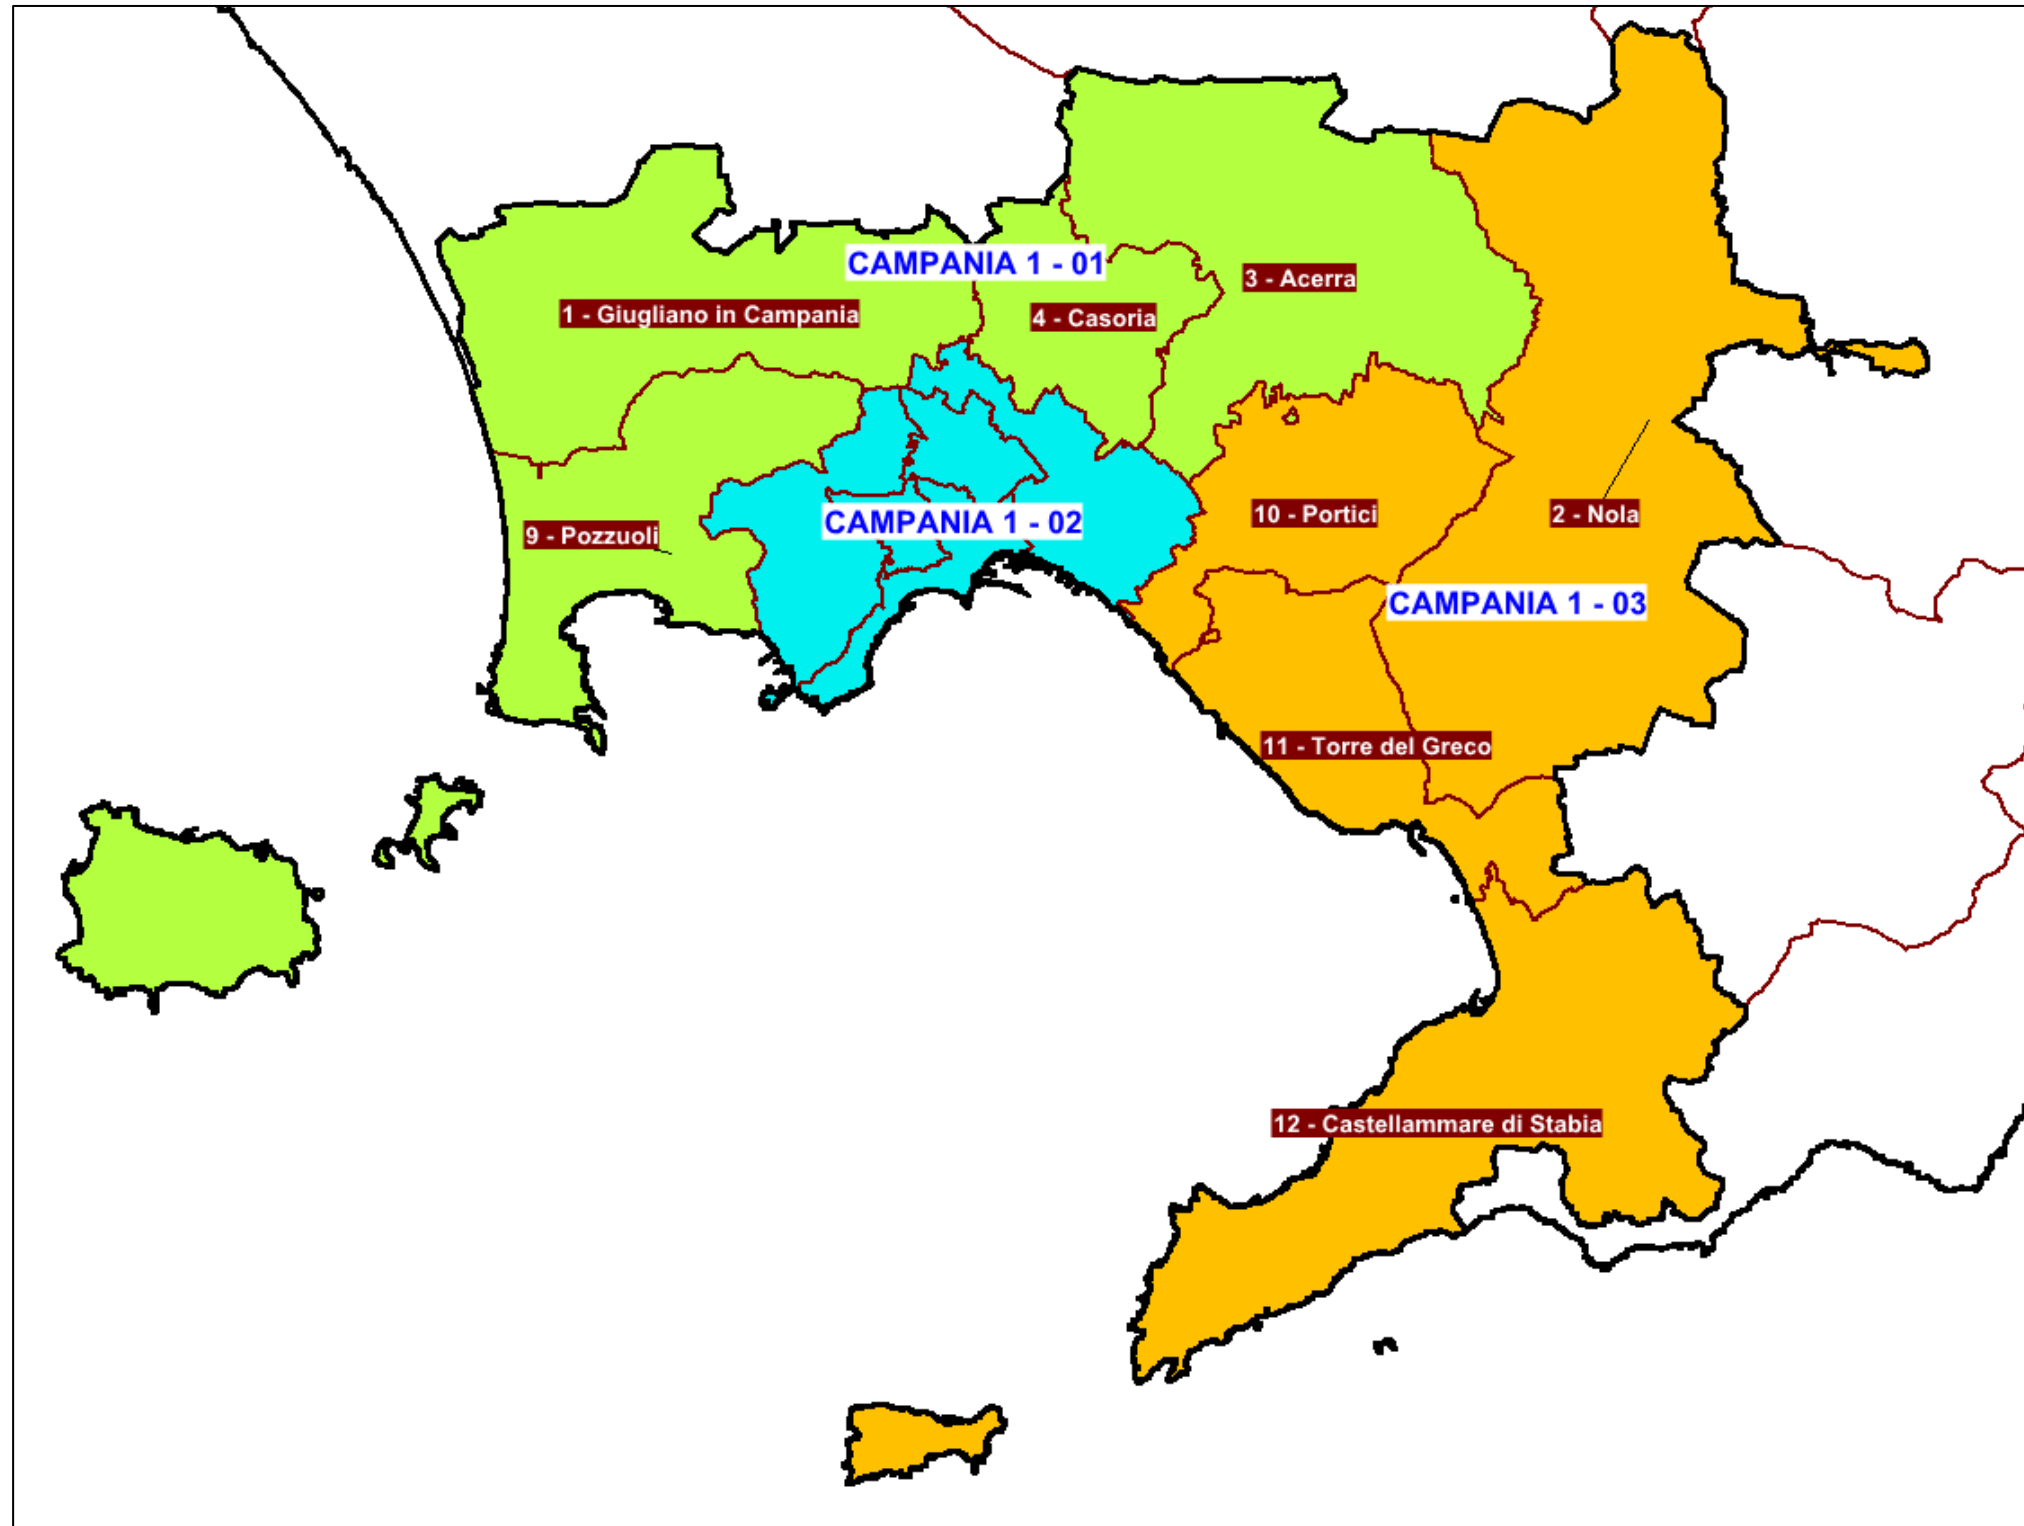 CAMPANIA 1 - 01
3 - Acerra
1 - Giugliano in Campania
4 - Casoria
CAMPANIA 1 - 02
10 - Portici
2 - Nola
9 - Pozzuoli
CAMPANIA 1 - 03
11 - Torre del Greco
12 - Castellammare di Stabia